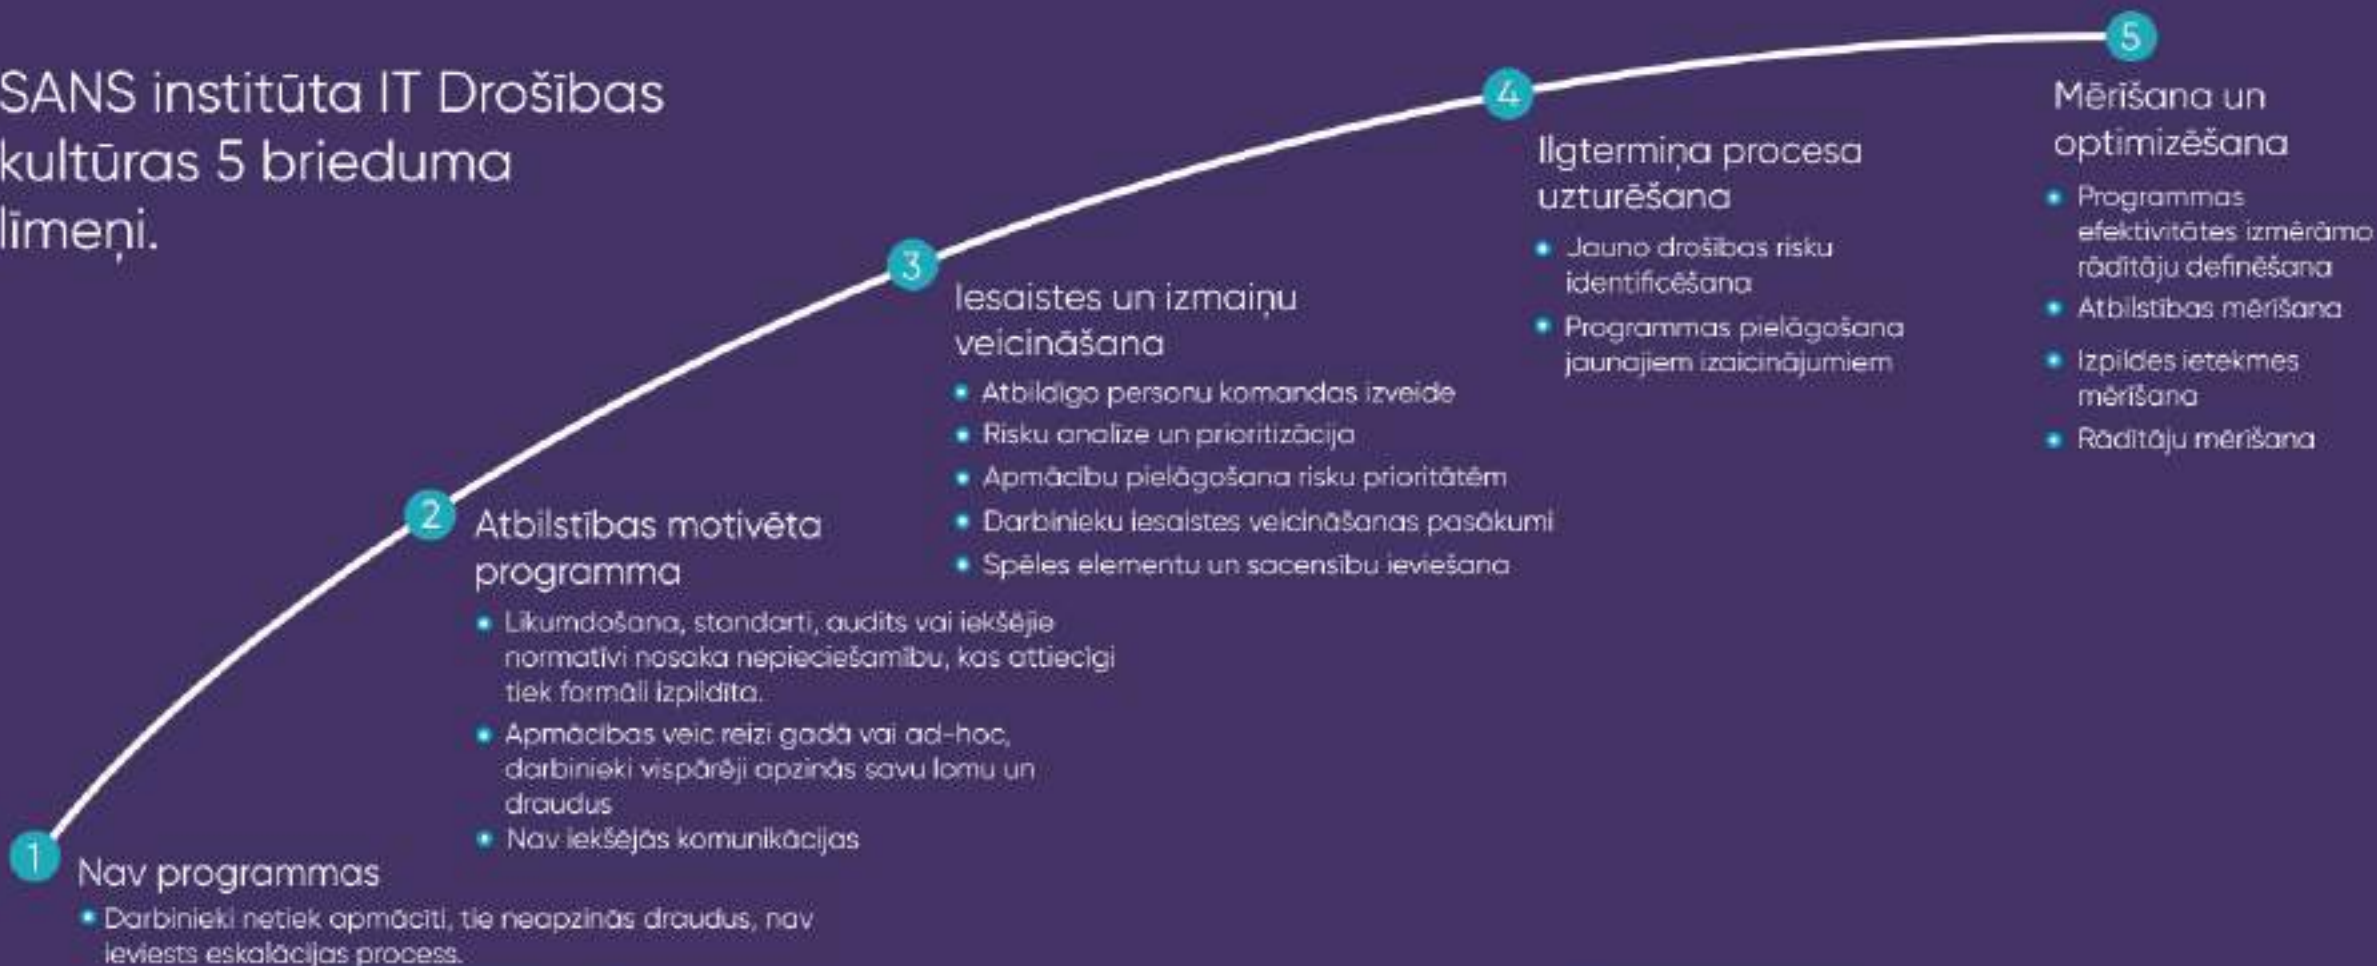 SANS institūta IT Drošības
kultūras 5 brieduma
līmeņi.
1
Nav programmas
Darbinieki netiek apmācīti, tie neapzinās draudus, nav
ieviests eskalācijas process.
2
Atbilstības motivēta
programma
Likumdošana, standarti, audits vai iekšējie
normatīvi nosaka nepieciešamību, kas attiecīgi
tiek formāli izpildīta.
Apmācības veic reizi gadā vai ad-hoc,
darbinieki vispārēji apzinās savu lomu un
draudus
Nav iekšējās komunikācijas
3
Iesaistes un izmaiņu
veicināšana
Atbildīgo personu komandas izveide
Risku analīze un prioritizācija
Apmācību pielāgošana risku prioritātēm
Darbinieku iesaistes veicināšanas pasākumi
Spēles elementu un sacensību ieviešana
4
Ilgtermiņa procesa
uzturēšana
Jauno drošības risku
identificēšana
Programmas pielāgošana
jaunajiem izaicinājumiem
5
Mērīšana un
optimizēšana
Programmas
efektivitātes izmērāmo
rādītāju definēšana
Atbilstības mērīšana
Izpildes ietekmes
mērīšana
Rādītāju mērīšana